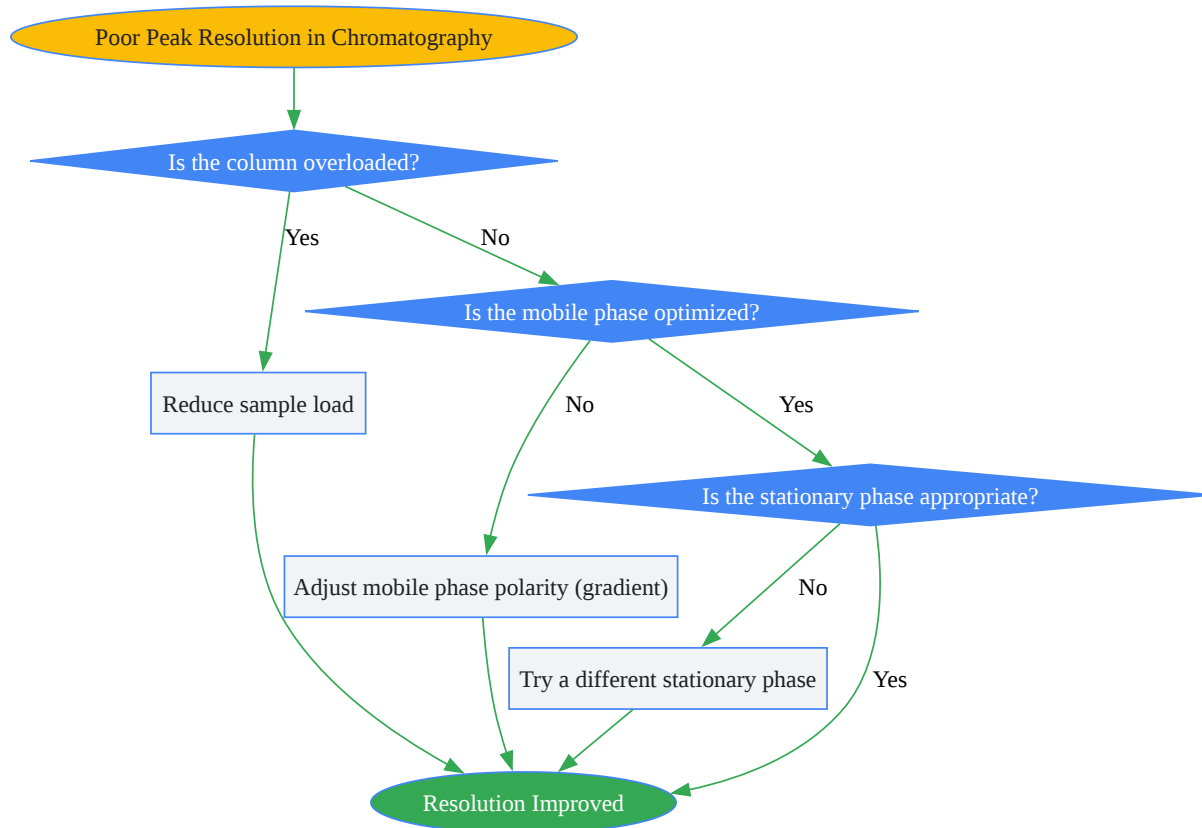 Poor Peak Resolution in Chromatography
Is the column overloaded?
Yes
No
Is the mobile phase optimized?
Reduce sample load
No
Yes
Is the stationary phase appropriate?
Adjust mobile phase polarity (gradient)
No
Try a different stationary phase
Yes
Resolution Improved